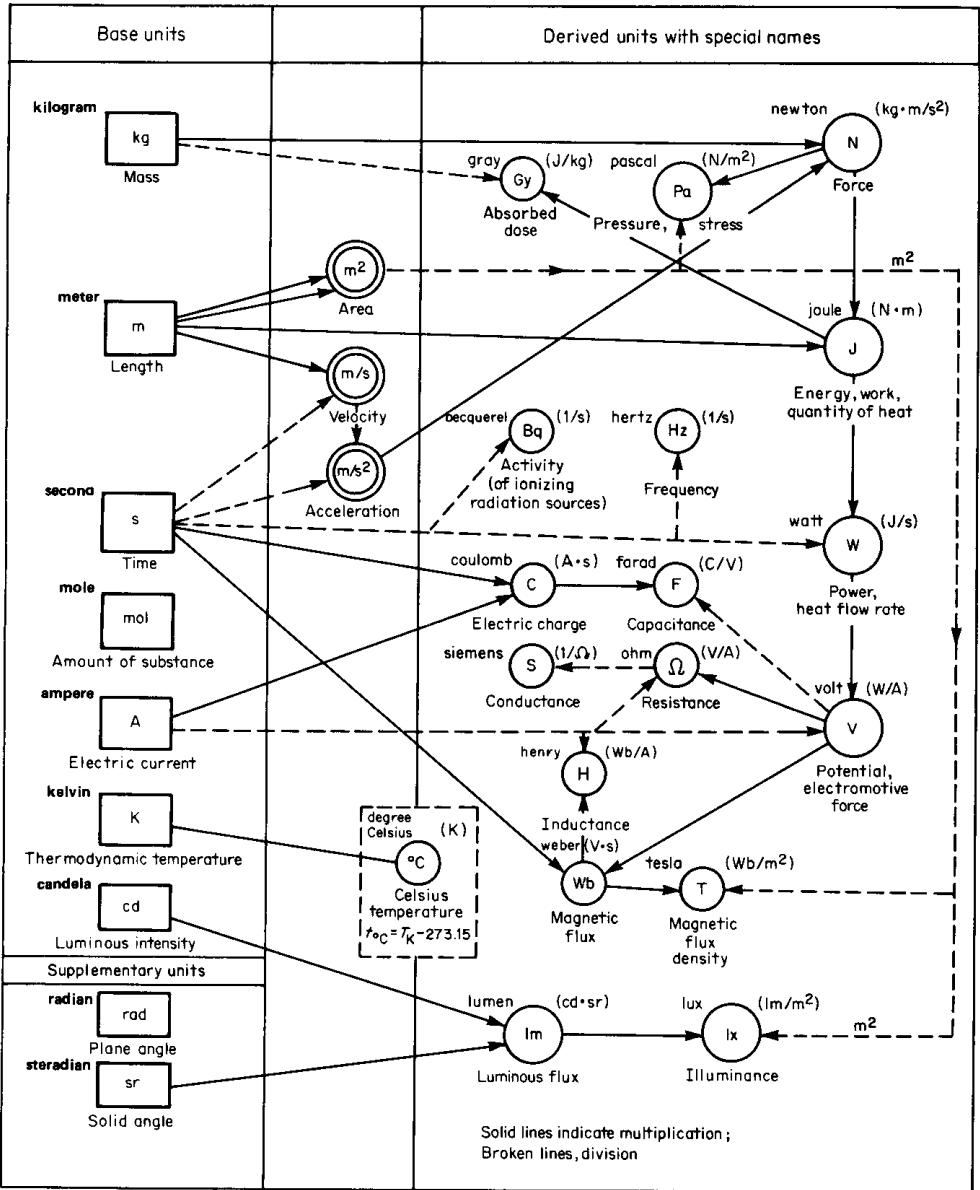 Base units
Derived units with special names
kilogram
kg
Mass
newton (kg·m/s²)
N
Force
gray (J/kg)
Gy
Absorbed
dose
pascal (N/m²)
Pa
Pressure, stress
m²
Area
m²
meter
m
Length
joule (N·m)
J
Energy, work,
quantity of heat
m/s
Velocity
becquerel (1/s)
Bq
Activity
(of ionizing
radiation sources)
hertz (1/s)
Hz
Frequency
m/s²
Acceleration
secona
s
Time
watt (J/s)
W
Power,
heat flow rate
coulomb (A·s)
C
Electric charge
farad (C/V)
F
Capacitance
mole
mol
Amount of substance
siemens (1/Ω)
S
Conductance
ohm (V/A)
Ω
Resistance
volt (W/A)
V
Potential,
electromotive
force
ampere
A
Electric current
henry (Wb/A)
H
Inductance
kelvin
K
Thermodynamic temperature
degree
Celsius (K)
°C
Celsius
temperature
t°C = TK − 273.15
weber (V·s)
Wb
Magnetic
flux
tesla (Wb/m²)
T
Magnetic
flux
density
candela
cd
Luminous intensity
Supplementary units
radian
rad
Plane angle
steradian
sr
Solid angle
lumen (cd·sr)
lm
Luminous flux
lux (lm/m²)
lx
Illuminance
m²
Solid lines indicate multiplication;
Broken lines, division